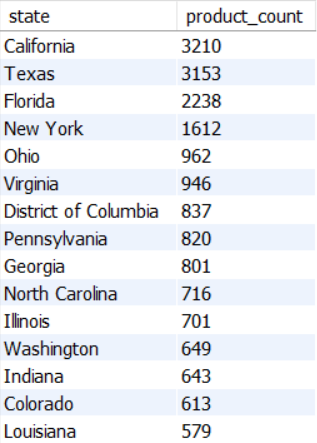 state product_count
California 3210
Texas 3153
Florida 2238
New York 1612
Ohio 962
Virginia 946
District of Columbia 837
Pennsylvania 820
Georgia 801
North Carolina 716
Illinois 701
Washington 649
Indiana 643
Colorado 613
Louisiana 579